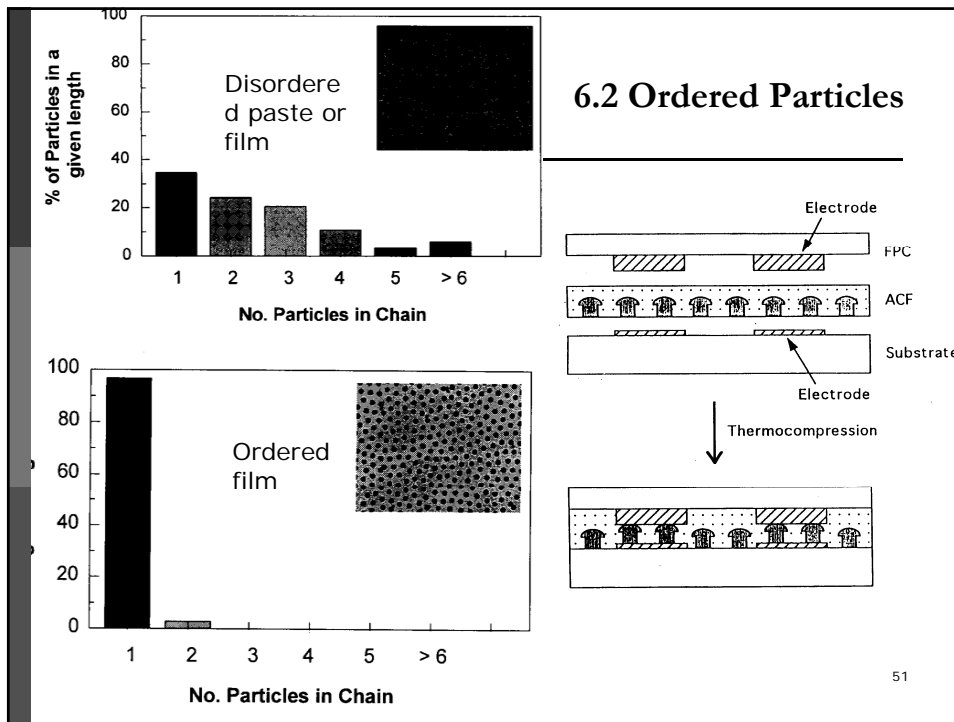 6.2 Ordered Particles
% of Particles in a
given length
100
80
60
40
20
0
Disordere
d paste or
film
1 2 3 4 5 > 6
No. Particles in Chain
100
80
60
40
20
0
Ordered
film
1 2 3 4 5 > 6
No. Particles in Chain
Electrode
FPC
ACF
Substrate
Electrode
Thermocompression
51